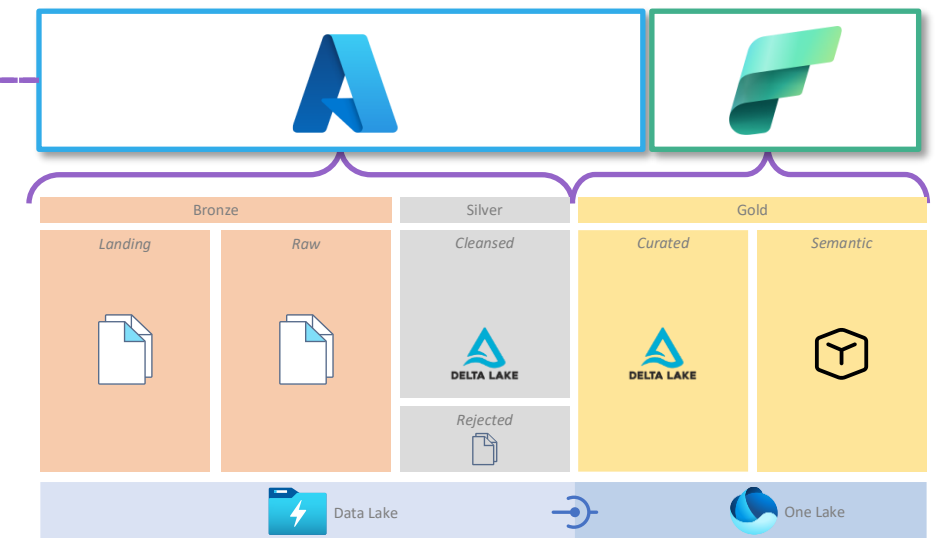 Bronze
Silver
Gold
Landing
Raw
Cleansed
Curated
Semantic
DELTA LAKE
DELTA LAKE
Rejected
Data Lake
One Lake